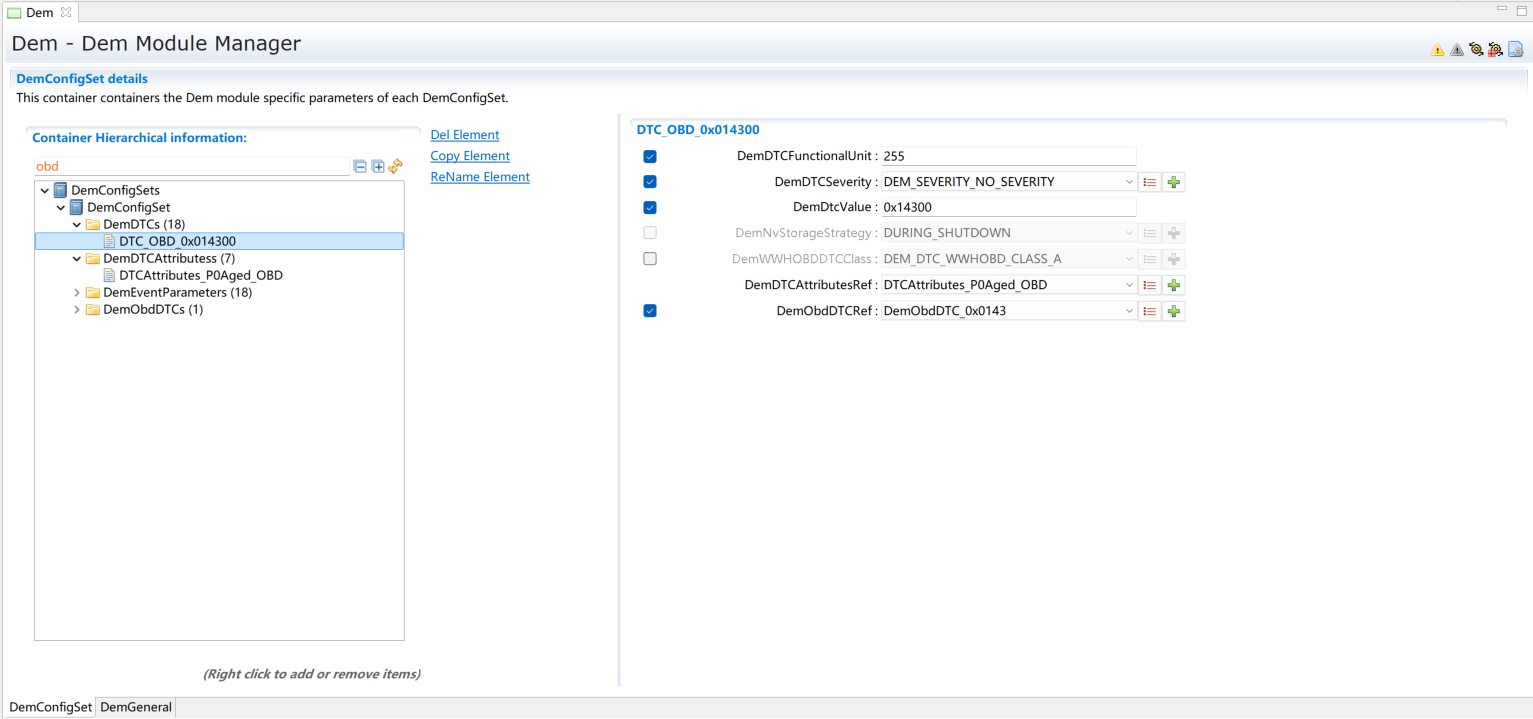 Dem
Dem - Dem Module Manager
DemConfigSet details
This container containers the Dem module specific parameters of each DemConfigSet.
Container Hierarchical information:
obd
DemConfigSets
DemConfigSet
DemDTCs (18)
DTC_OBD_0x014300
DemDTCAttributess (7)
DTCAttributes_P0Aged_OBD
DemEventParameters (18)
DemObdDTCs (1)
(Right click to add or remove items)
Del Element
Copy Element
ReName Element
DTC_OBD_0x014300
DemDTCFunctionalUnit : 255
DemDTCSeverity : DEM_SEVERITY_NO_SEVERITY
DemDtcValue : 0x14300
DemNvStorageStrategy : DURING_SHUTDOWN
DemWWHOBDDTCClass : DEM_DTC_WWHOBD_CLASS_A
DemDTCAttributesRef : DTCAttributes_P0Aged_OBD
DemObdDTCRef : DemObdDTC_0x0143
DemConfigSet DemGeneral